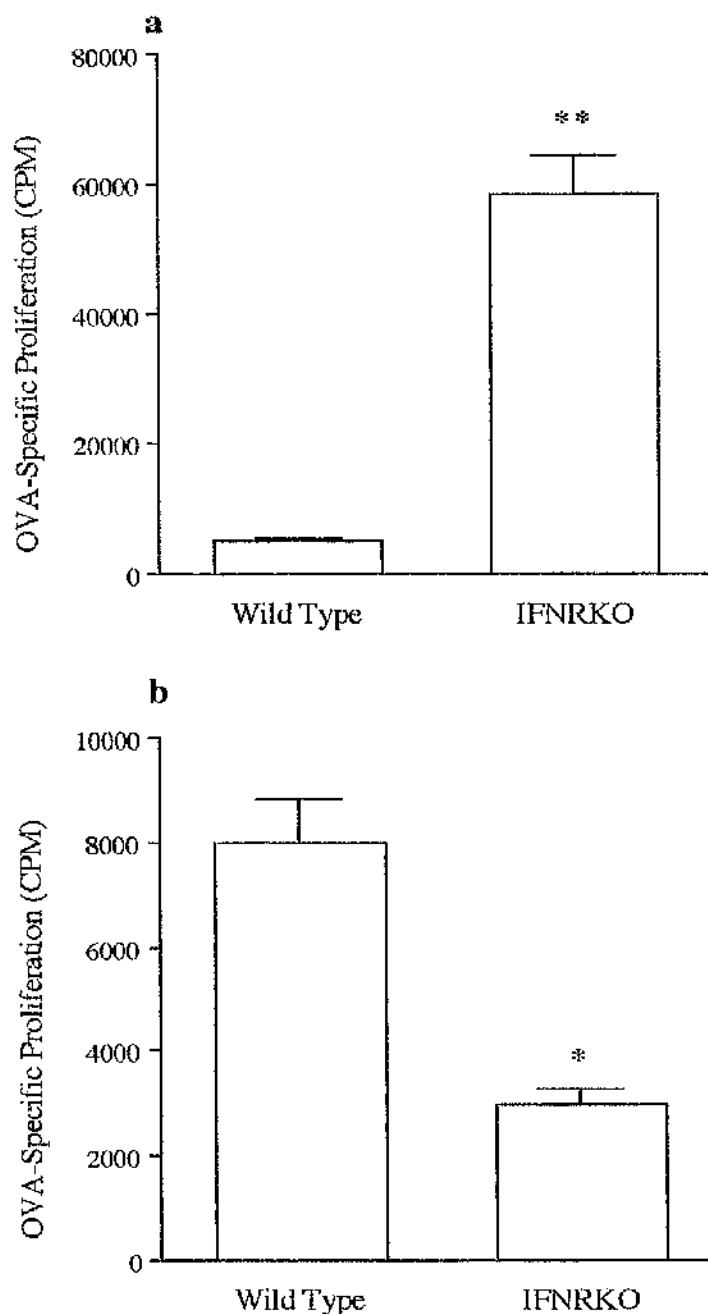 a
80000
60000
40000
20000
0
OVA-Specific Proliferation (CPM)
**
Wild Type IFNRKO
b
10000
8000
6000
4000
2000
0
OVA-Specific Proliferation (CPM)
*
Wild Type IFNRKO